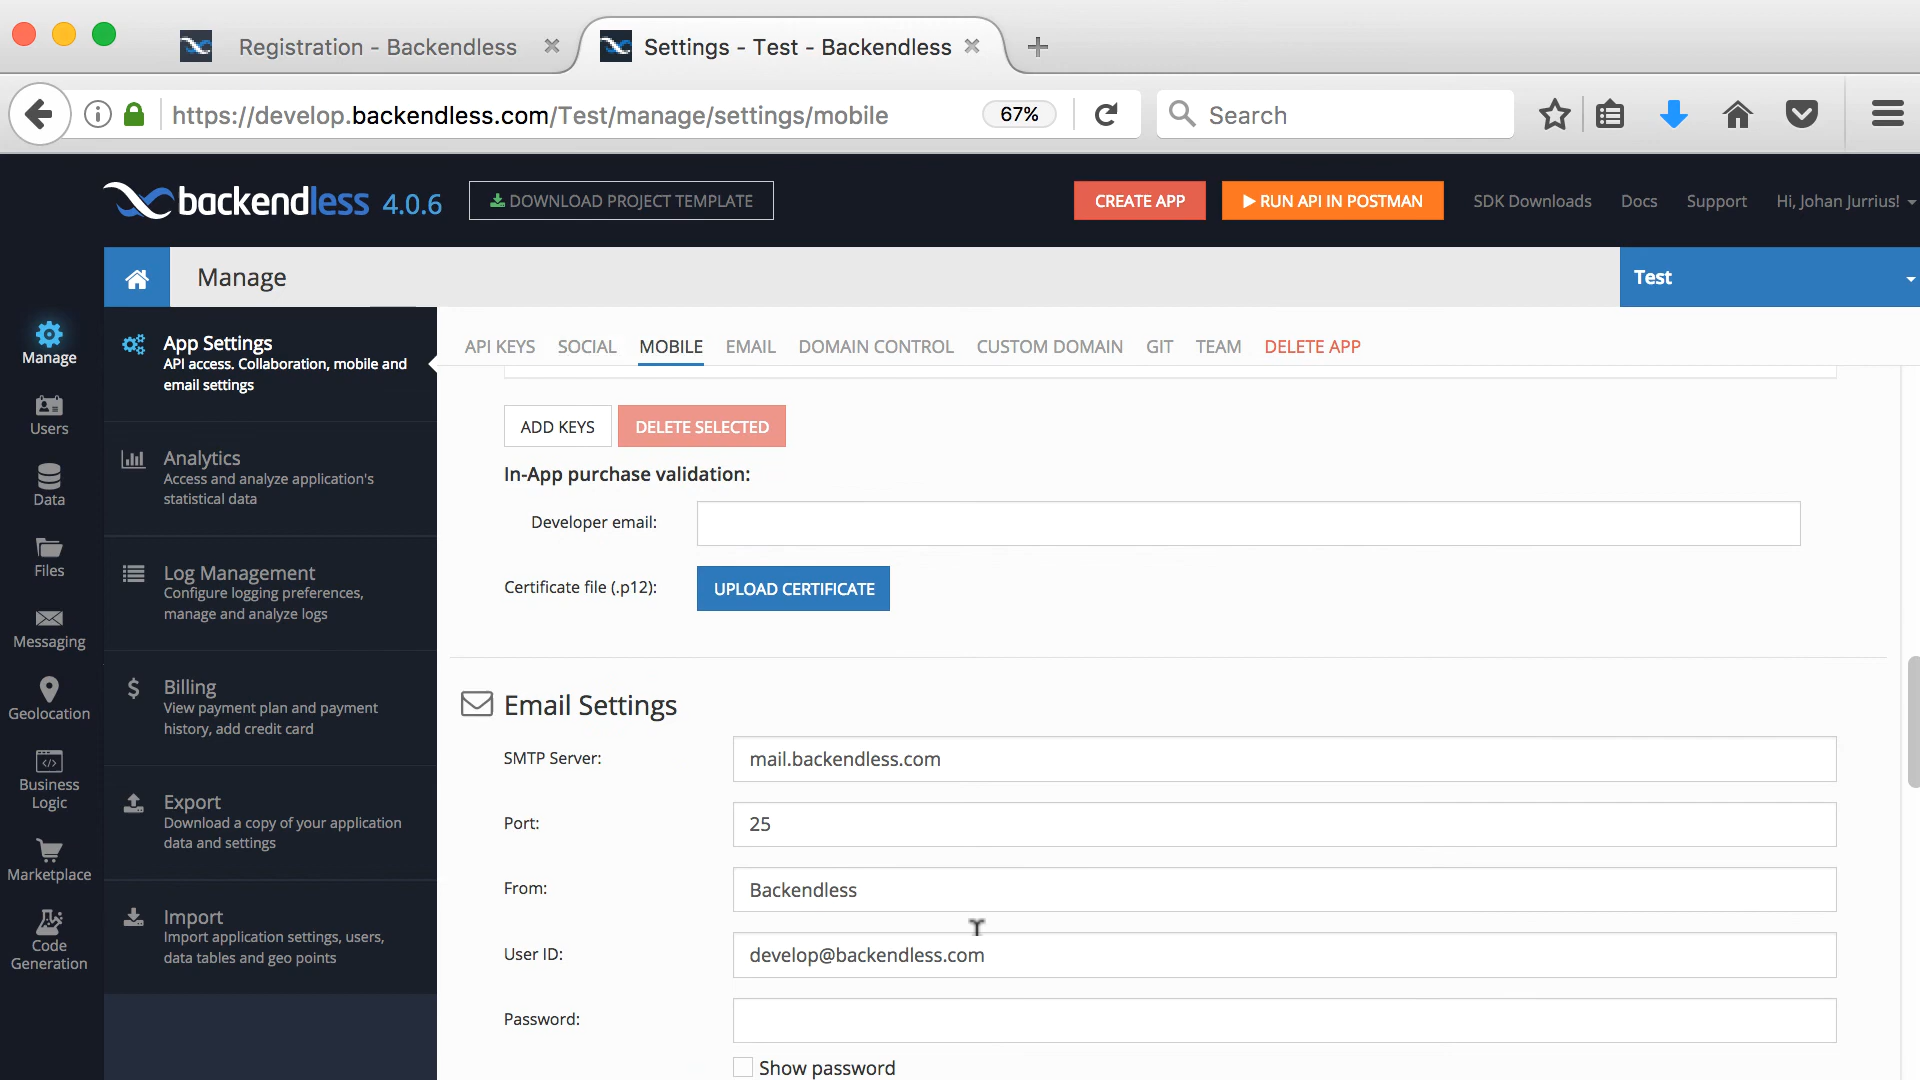 Registration - Backendless
Settings - Test - Backendless
https://develop.backendless.com/Test/manage/settings/mobile
67%
Search
backendless 4.0.6
DOWNLOAD PROJECT TEMPLATE
CREATE APP
RUN API IN POSTMAN
SDK Downloads
Docs
Support
Hi, Johan Jurrius!
Manage
Test
Manage
Users
Data
Files
Messaging
Geolocation
Business
Logic
Marketplace
Code
Generation
App Settings
API access. Collaboration, mobile and
email settings
Analytics
Access and analyze application's
statistical data
Log Management
Configure logging preferences,
manage and analyze logs
Billing
View payment plan and payment
history, add credit card
Export
Download a copy of your application
data and settings
Import
Import application settings, users,
data tables and geo points
API KEYS
SOCIAL
MOBILE
EMAIL
DOMAIN CONTROL
CUSTOM DOMAIN
GIT
TEAM
DELETE APP
ADD KEYS
DELETE SELECTED
In-App purchase validation:
Developer email:
Certificate file (.p12):
UPLOAD CERTIFICATE
Email Settings
SMTP Server:
mail.backendless.com
Port:
25
From:
Backendless
User ID:
develop@backendless.com
Password:
Show password